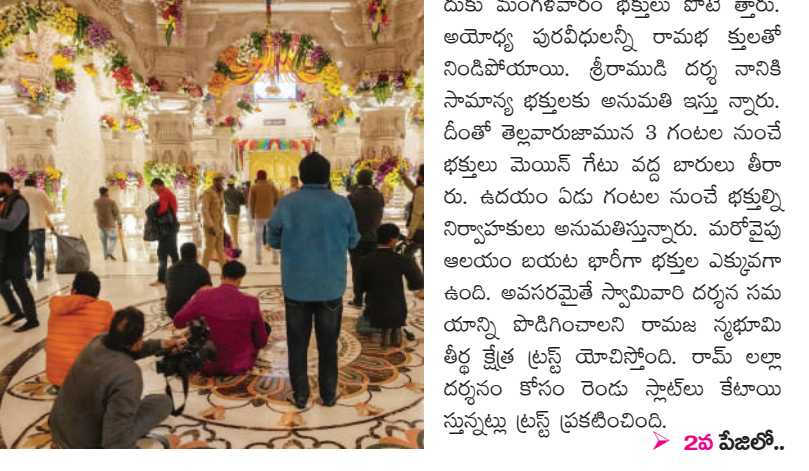 దుకు మంగళవారం భక్తులు పోటె త్తారు.
అయోధ్య పురవీధులన్నీ రామభ క్తులతో
నిండిపోయాయి. శ్రీరాముడి దర్శ నానికి
సామాన్య భక్తులకు అనుమతి ఇస్తు న్నారు.
దీంతో తెల్లవారుజామున 3 గంటల నుంచే
భక్తులు మెయిన్ గేటు వద్ద బారులు తీరా
రు. ఉదయం ఏడు గంటల నుంచే భక్తుల్ని
నిర్వాహకులు అనుమతిస్తున్నారు. మరోవైపు
ఆలయం బయట భారీగా భక్తుల ఎక్కువగా
ఉంది. అవసరమైతే స్వామివారి దర్శన సమ
యాన్ని పొడిగించాలని రామజ న్మభూమి
తీర్థ క్షేత్ర ట్రస్ట్ యోచిస్తోంది. రామ్ లల్లా
దర్శనం కోసం రెండు స్లాట్‌లు కేటాయి
స్తున్నట్లు ట్రస్ట్ ప్రకటించింది.
➢ 2వ పేజీలో..